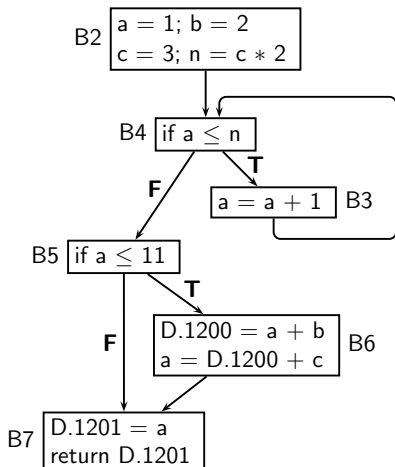 B2
a = 1; b = 2
c = 3; n = c * 2
B4
if a ≤ n
T
F
a = a + 1
B3
B5
if a ≤ 11
T
F
D.1200 = a + b
a = D.1200 + c
B6
B7
D.1201 = a
return D.1201